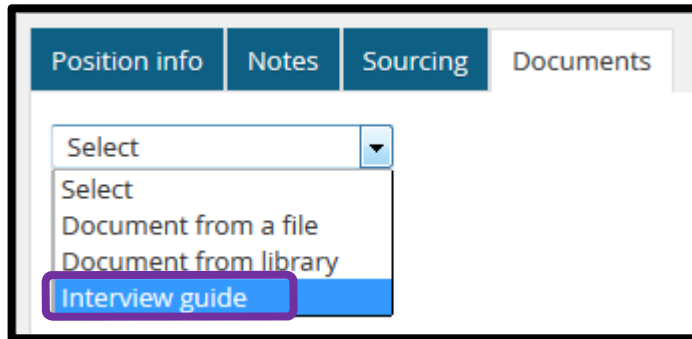 Position info Notes Sourcing Documents
Select
Select
Document from a file
Document from library
Interview guide